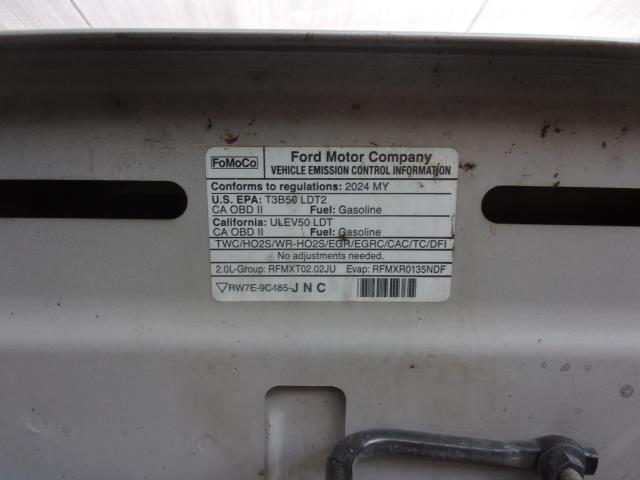 FoMoCo
Ford Motor Company
VEHICLE EMISSION CONTROL INFORMATION
Conforms to regulations: 2024 MY
U.S. EPA: T3B50 LDT2
CA OBD II Fuel: Gasoline
California: ULEV50 LDT
CA OBD II Fuel: Gasoline
TWC/HO2S/WR-HO2S/EGR/EGRC/CAC/TC/DFI
No adjustments needed.
2.0L-Group: RFMXT02.02JU Evap: RFMXR0135NDF
RW7E-9C485-JNC